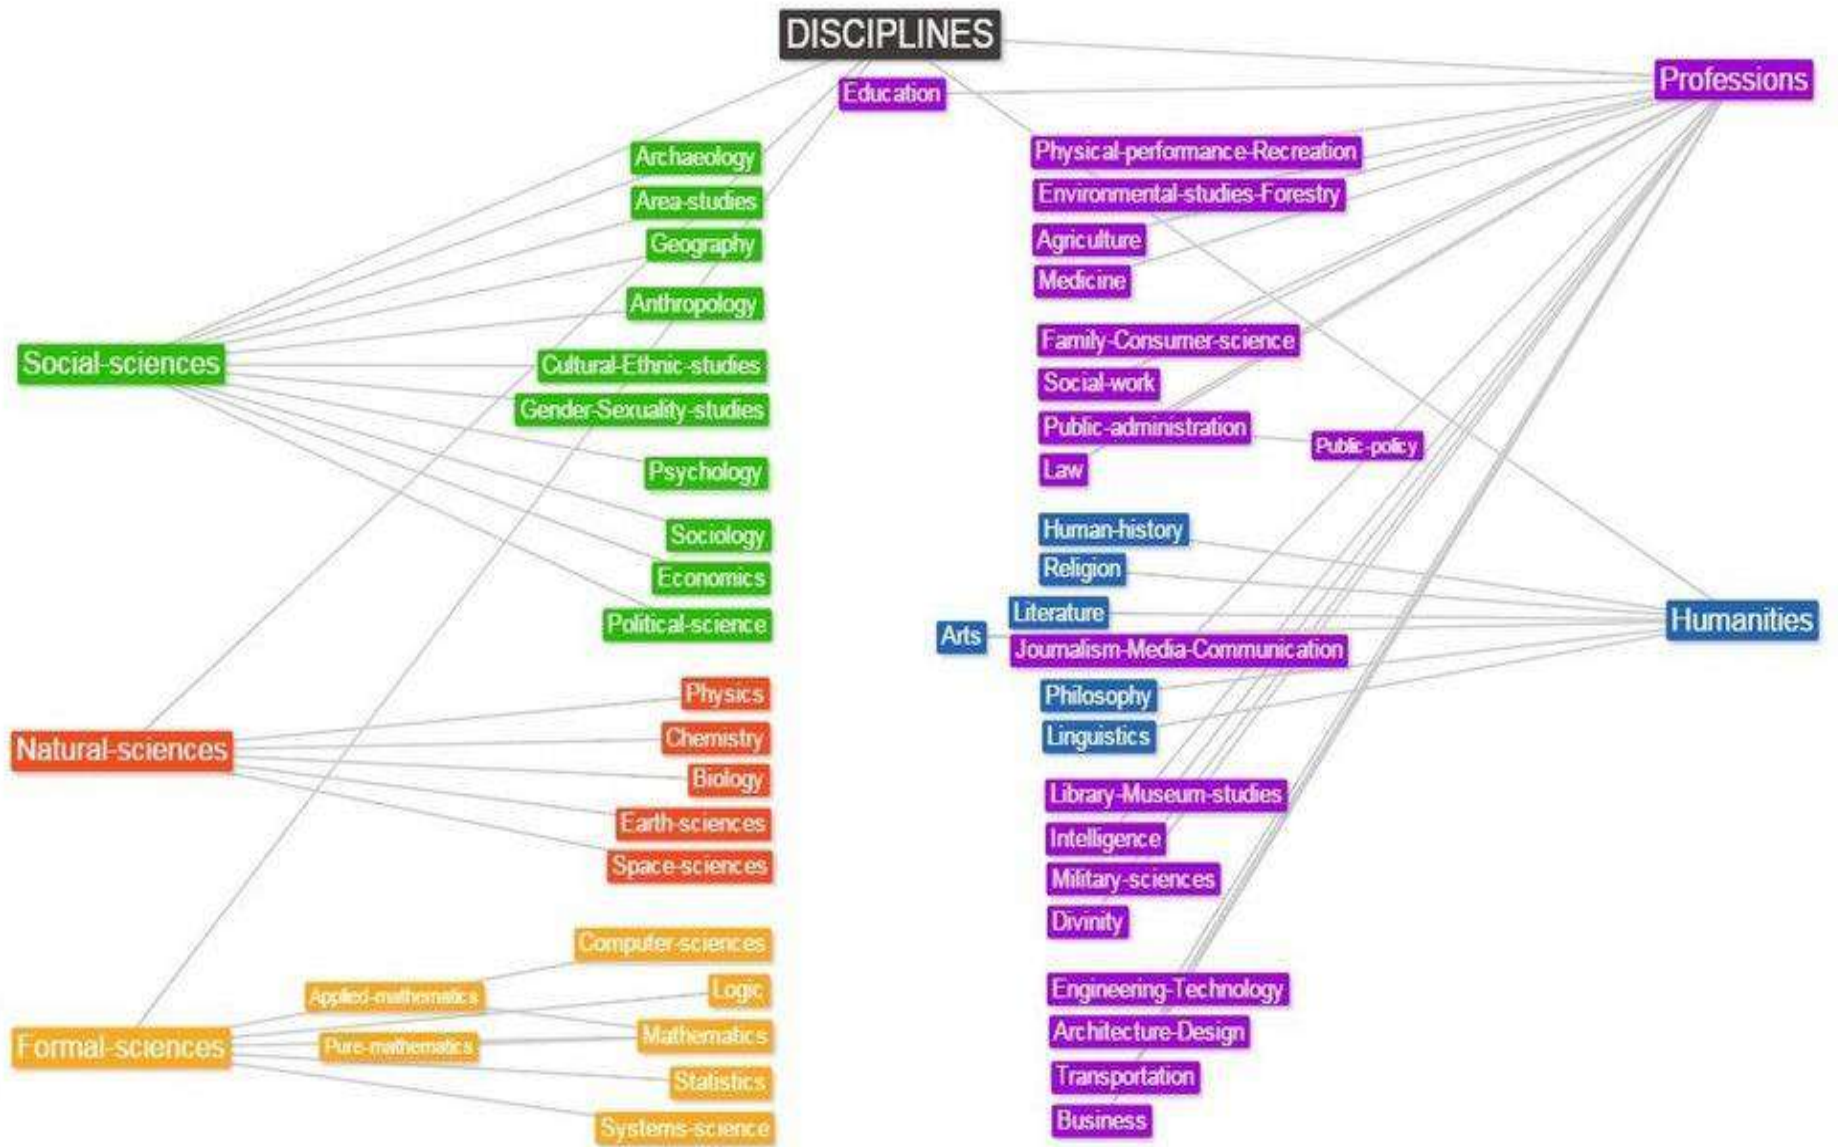 DISCIPLINES
Education
Professions
Archaeology
Area-studies
Geography
Anthropology
Social-sciences
Cultural-Ethnic-studies
Gender-Sexuality-studies
Psychology
Sociology
Economics
Political-science
Physics
Natural-sciences
Chemistry
Biology
Earth-sciences
Space-sciences
Computer-sciences
Applied-mathematics
Logic
Formal-sciences
Pure-mathematics
Mathematics
Statistics
Systems-science
Physical-performance-Recreation
Environmental-studies-Forestry
Agriculture
Medicine
Family-Consumer-science
Social-work
Public-administration
Public-policy
Law
Human-history
Religion
Literature
Humanities
Arts
Journalism-Media-Communication
Philosophy
Linguistics
Library-Museum-studies
Intelligence
Military-sciences
Divinity
Engineering-Technology
Architecture-Design
Transportation
Business